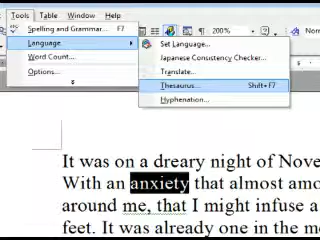 Tools Table Window Help
Spelling and Grammar... F7
200%
Language
Set Language...
Word Count...
Japanese Consistency Checker...
Options...
Translate...
Thesaurus... Shift+F7
Hyphenation...
It was on a dreary night of Nove
With an anxiety that almost amo
around me, that I might infuse a
feet. It was already one in the m